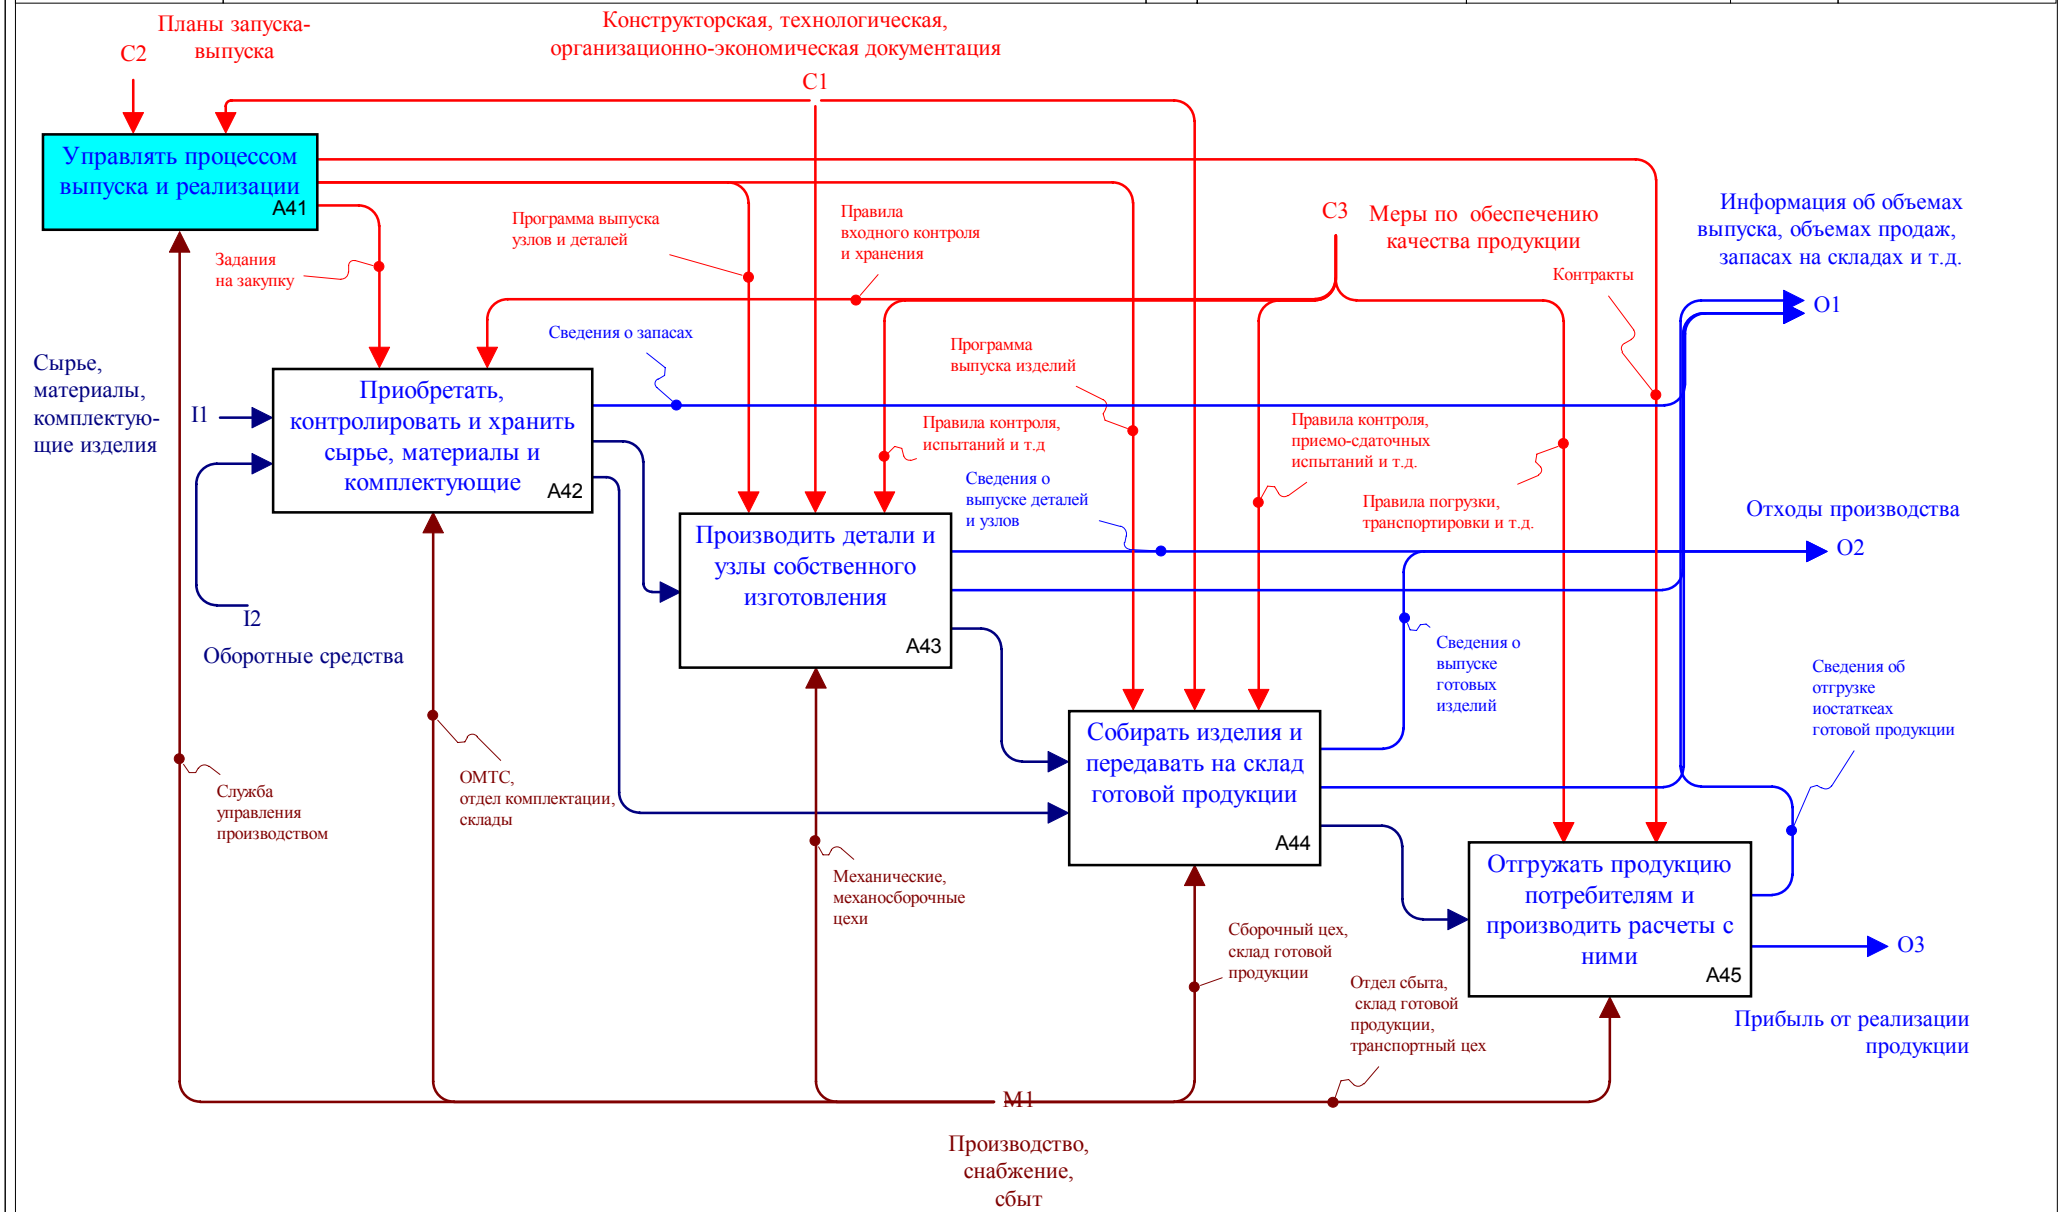 Планы запуска-
выпуска
C2
Конструкторская, технологическая,
организационно-экономическая документация
C1
Управлять процессом
выпуска и реализации
A41
Задания
на закупку
Программа выпуска
узлов и деталей
Правила
входного контроля
и хранения
C3
Меры по обеспечению
качества продукции
Контракты
Информация об объемах
выпуска, объемах продаж,
запасах на складах и т.д.
O1
Сырье,
материалы,
комплектую-
щие изделия
I1
Сведения о запасах
Приобретать,
контролировать и хранить
сырье, материалы и
комплектующие
A42
Программа
выпуска изделий
Правила контроля,
испытаний и т.д
Правила контроля,
приемо-сдаточных
испытаний и т.д.
Сведения о
выпуске деталей
и узлов
Правила погрузки,
транспортировки и т.д.
Отходы производства
O2
I2
Оборотные средства
Производить детали и
узлы собственного
изготовления
A43
Сведения о
выпуске
готовых
изделий
Сведения об
отгрузке
иостаткеах
готовой продукции
Собирать изделия и
передавать на склад
готовой продукции
A44
Служба
управления
производством
ОМТС,
отдел комплектации,
склады
Механические,
механосборочные
цехи
Отгружать продукцию
потребителям и
производить расчеты с
ними
A45
O3
Сборочный цех,
склад готовой
продукции
Отдел сбыта,
склад готовой
продукции,
транспортный цех
Прибыль от реализации
продукции
M1
Производство,
снабжение,
сбыт